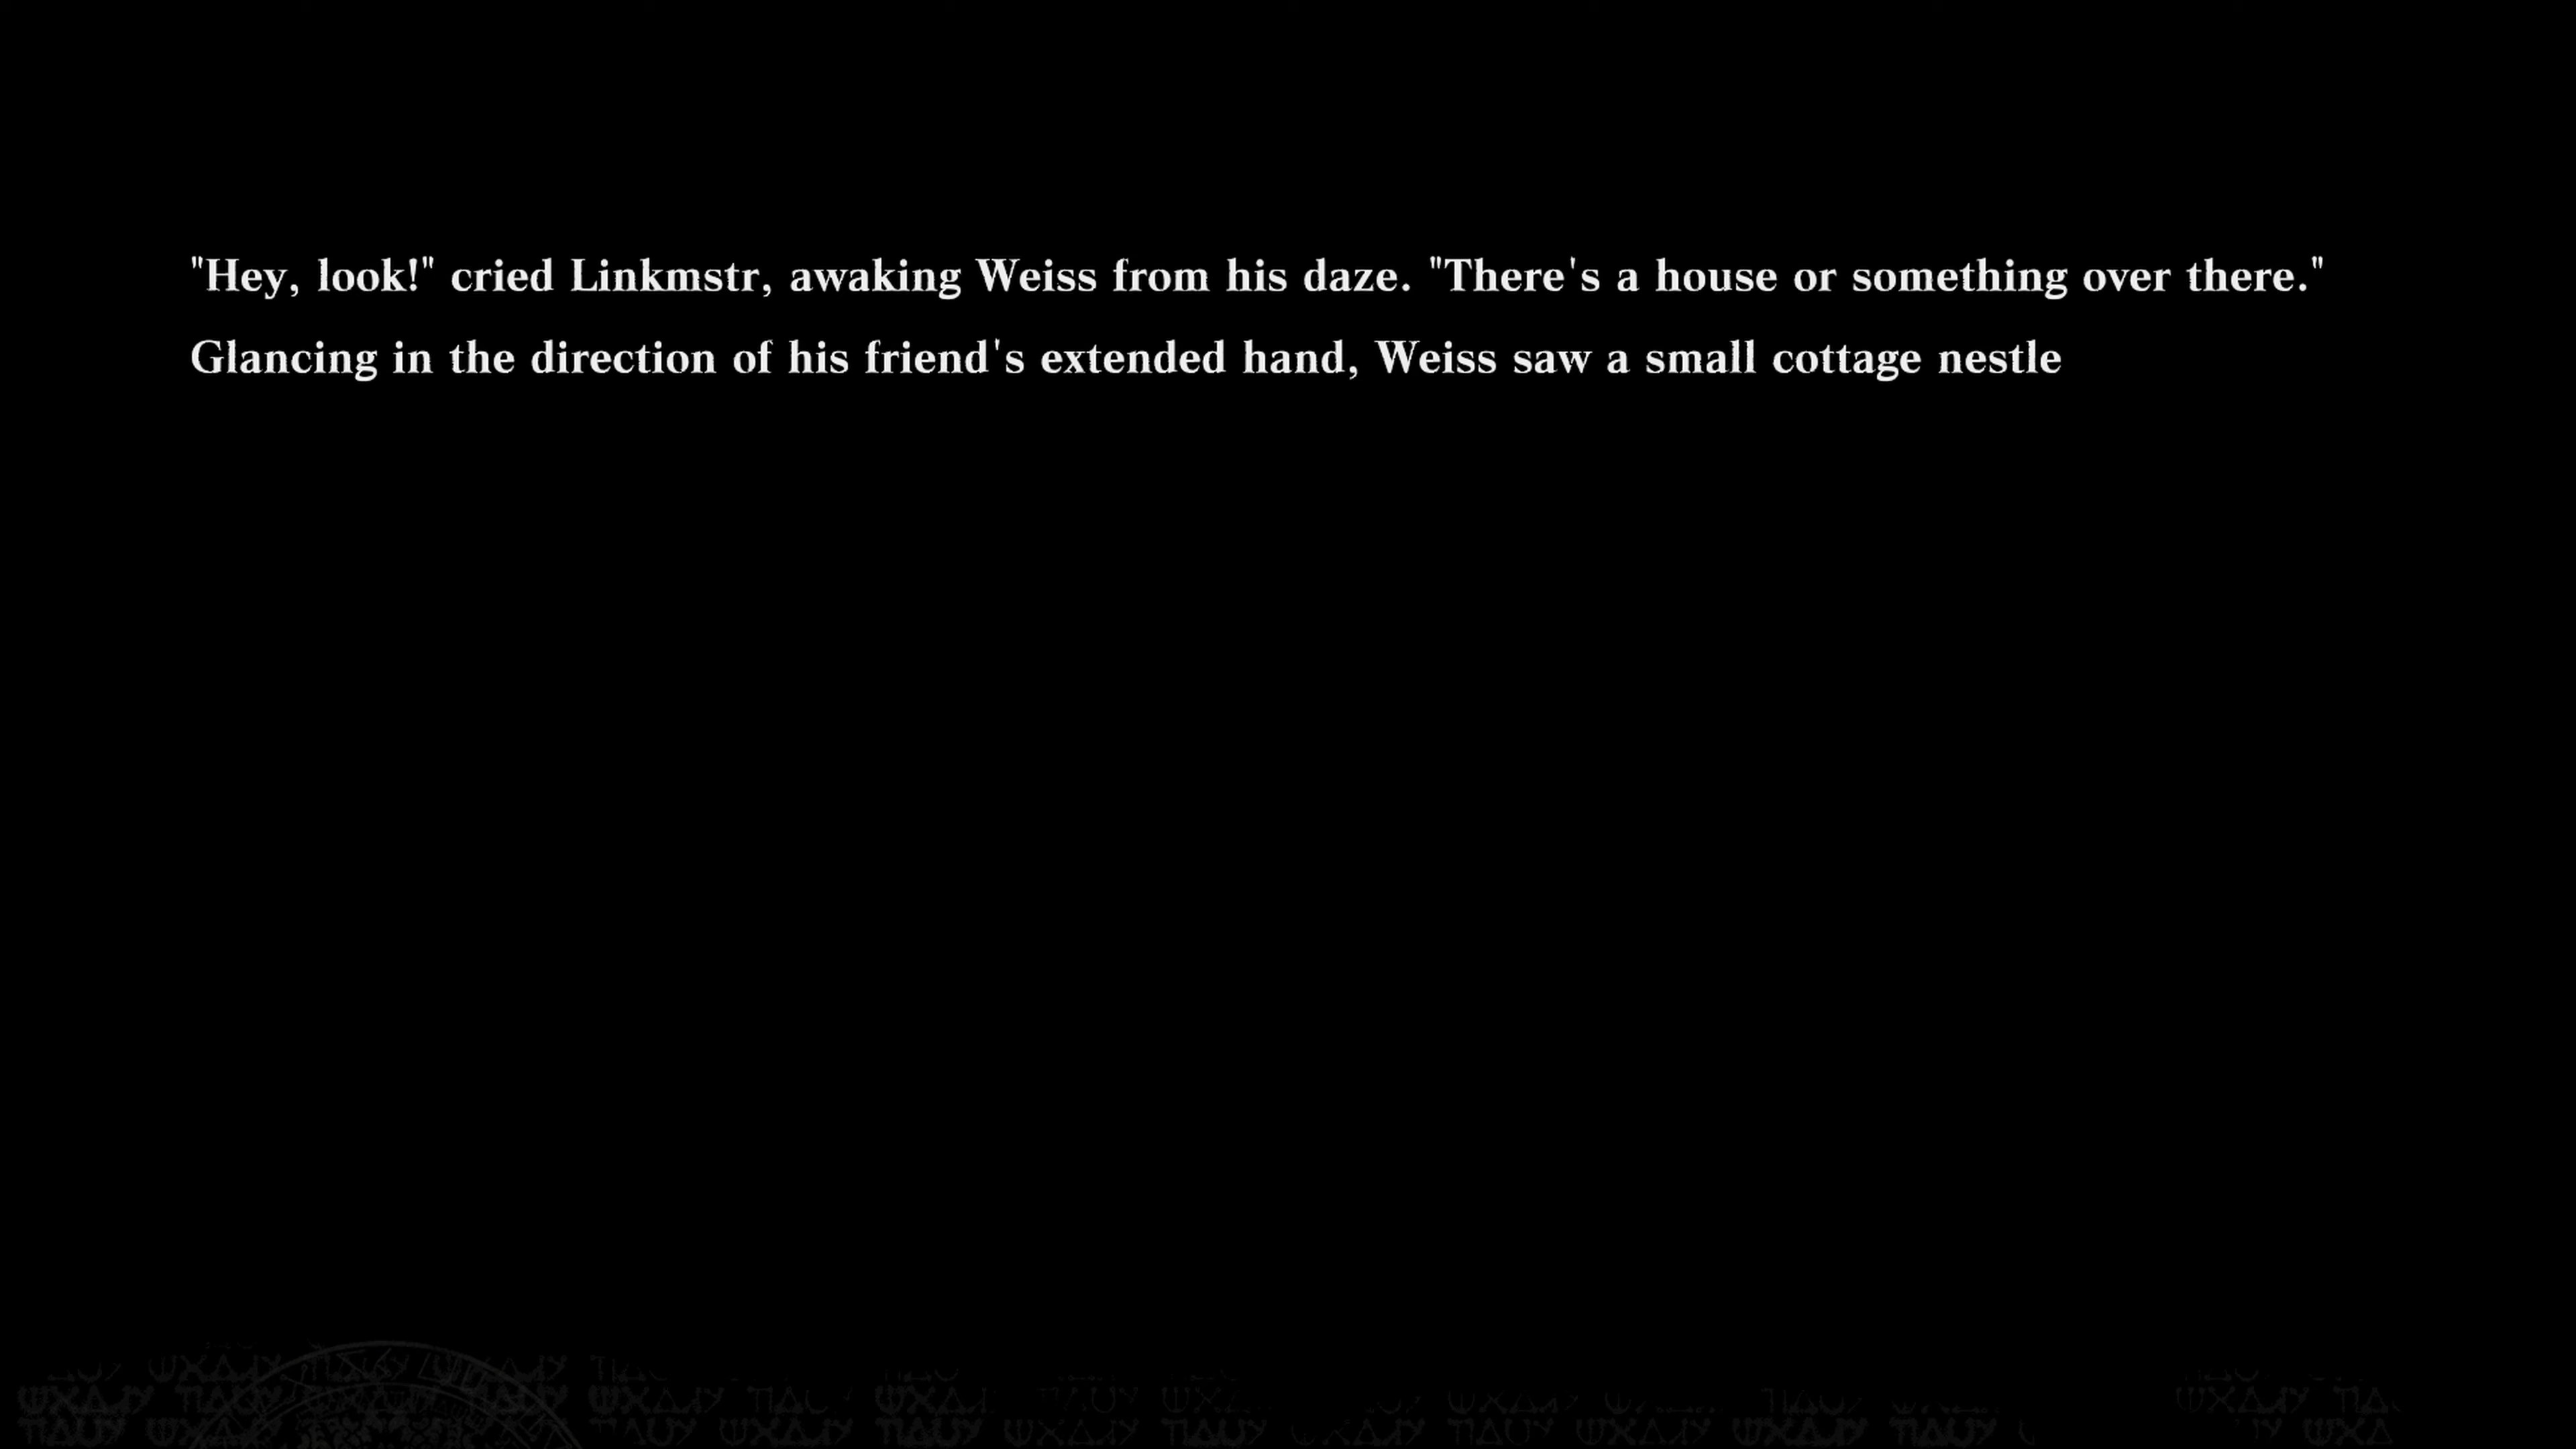 "Hey, look!" cried Linkmstr, awaking Weiss from his daze. "There's a house or something over there."
Glancing in the direction of his friend's extended hand, Weiss saw a small cottage nestle